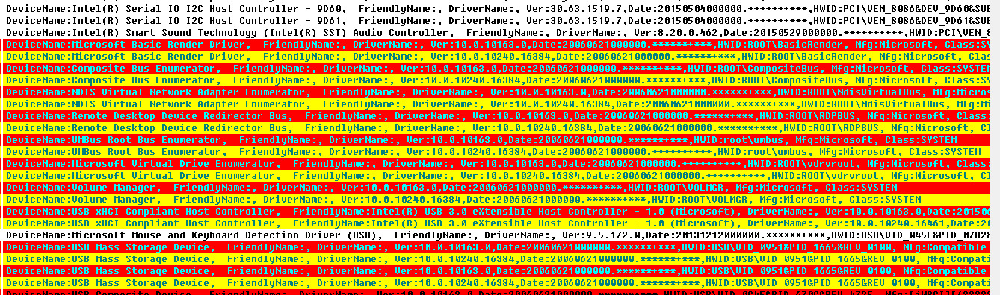 DeviceName:Intel(R) Serial IO I2C Host Controller - 9D60,  FriendlyName:, DriverName:, Ver:30.63.1519.7,Date:20150504000000.**********,HWID:PCI\VEN_8086&DEV_9D60&SUB
DeviceName:Intel(R) Serial IO I2C Host Controller - 9D61,  FriendlyName:, DriverName:, Ver:30.63.1519.7,Date:20150504000000.**********,HWID:PCI\VEN_8086&DEV_9D61&SUB
DeviceName:Intel(R) Smart Sound Technology (Intel(R) SST) Audio Controller,  FriendlyName:, DriverName:, Ver:8.20.0.462,Date:20150529000000.**********,HWID:PCI\VEN_8
DeviceName:Microsoft Basic Render Driver,  FriendlyName:, DriverName:, Ver:10.0.10163.0,Date:20060621000000.**********,HWID:ROOT\BasicRender, Mfg:Microsoft, Class:SY
DeviceName:Microsoft Basic Render Driver,  FriendlyName:, DriverName:, Ver:10.0.10240.16384,Date:20060621000000.**********,HWID:ROOT\BasicRender, Mfg:Microsoft, Clas
DeviceName:Composite Bus Enumerator,  FriendlyName:, DriverName:, Ver:10.0.10163.0,Date:20060621000000.**********,HWID:ROOT\CompositeBus, Mfg:Microsoft, Class:SYSTEM
DeviceName:Composite Bus Enumerator,  FriendlyName:, DriverName:, Ver:10.0.10240.16384,Date:20060621000000.**********,HWID:ROOT\CompositeBus, Mfg:Microsoft, Class:SY
DeviceName:NDIS Virtual Network Adapter Enumerator,  FriendlyName:, DriverName:, Ver:10.0.10163.0,Date:20060621000000.**********,HWID:ROOT\NdisVirtualBus, Mfg:Micros
DeviceName:NDIS Virtual Network Adapter Enumerator,  FriendlyName:, DriverName:, Ver:10.0.10240.16384,Date:20060621000000.**********,HWID:ROOT\NdisVirtualBus, Mfg:Mi
DeviceName:Remote Desktop Device Redirector Bus,  FriendlyName:, DriverName:, Ver:10.0.10163.0,Date:20060621000000.**********,HWID:ROOT\RDPBUS, Mfg:Microsoft, Class:
DeviceName:Remote Desktop Device Redirector Bus,  FriendlyName:, DriverName:, Ver:10.0.10240.16384,Date:20060621000000.**********,HWID:ROOT\RDPBUS, Mfg:Microsoft, Cl
DeviceName:UMBus Root Bus Enumerator,  FriendlyName:, DriverName:, Ver:10.0.10163.0,Date:20060621000000.**********,HWID:root\umbus, Mfg:Microsoft, Class:SYSTEM
DeviceName:UMBus Root Bus Enumerator,  FriendlyName:, DriverName:, Ver:10.0.10240.16384,Date:20060621000000.**********,HWID:root\umbus, Mfg:Microsoft, Class:SYSTEM
DeviceName:Microsoft Virtual Drive Enumerator,  FriendlyName:, DriverName:, Ver:10.0.10163.0,Date:20060621000000.**********,HWID:ROOT\vdrvroot, Mfg:Microsoft, Class:
DeviceName:Microsoft Virtual Drive Enumerator,  FriendlyName:, DriverName:, Ver:10.0.10240.16384,Date:20060621000000.**********,HWID:ROOT\vdrvroot, Mfg:Microsoft, Cl
DeviceName:Volume Manager,  FriendlyName:, DriverName:, Ver:10.0.10163.0,Date:20060621000000.**********,HWID:ROOT\VOLMGR, Mfg:Microsoft, Class:SYSTEM
DeviceName:Volume Manager,  FriendlyName:, DriverName:, Ver:10.0.10240.16384,Date:20060621000000.**********,HWID:ROOT\VOLMGR, Mfg:Microsoft, Class:SYSTEM
DeviceName:USB xHCI Compliant Host Controller,  FriendlyName:Intel(R) USB 3.0 eXtensible Host Controller - 1.0 (Microsoft), DriverName:, Ver:10.0.10163.0,Date:201506
DeviceName:USB xHCI Compliant Host Controller,  FriendlyName:Intel(R) USB 3.0 eXtensible Host Controller - 1.0 (Microsoft), DriverName:, Ver:10.0.10240.16461,Date:20
DeviceName:Microsoft Mouse and Keyboard Detection Driver (USB),  FriendlyName:, DriverName:, Ver:9.5.172.0,Date:20131212000000.**********,HWID:USB\VID_045E&PID_07B2&
DeviceName:USB Mass Storage Device,  FriendlyName:, DriverName:, Ver:10.0.10163.0,Date:20060621000000.**********,HWID:USB\VID_0951&PID_1665&REV_0100, Mfg:Compatible
DeviceName:USB Mass Storage Device,  FriendlyName:, DriverName:, Ver:10.0.10240.16384,Date:20060621000000.**********,HWID:USB\VID_0951&PID_1665&REV_0100, Mfg:Compati
DeviceName:USB Mass Storage Device,  FriendlyName:, DriverName:, Ver:10.0.10163.0,Date:20060621000000.**********,HWID:USB\VID_0951&PID_1665&REV_0100, Mfg:Compatible
DeviceName:USB Mass Storage Device,  FriendlyName:, DriverName:, Ver:10.0.10240.16384,Date:20060621000000.**********,HWID:USB\VID_0951&PID_1665&REV_0100, Mfg:Compati